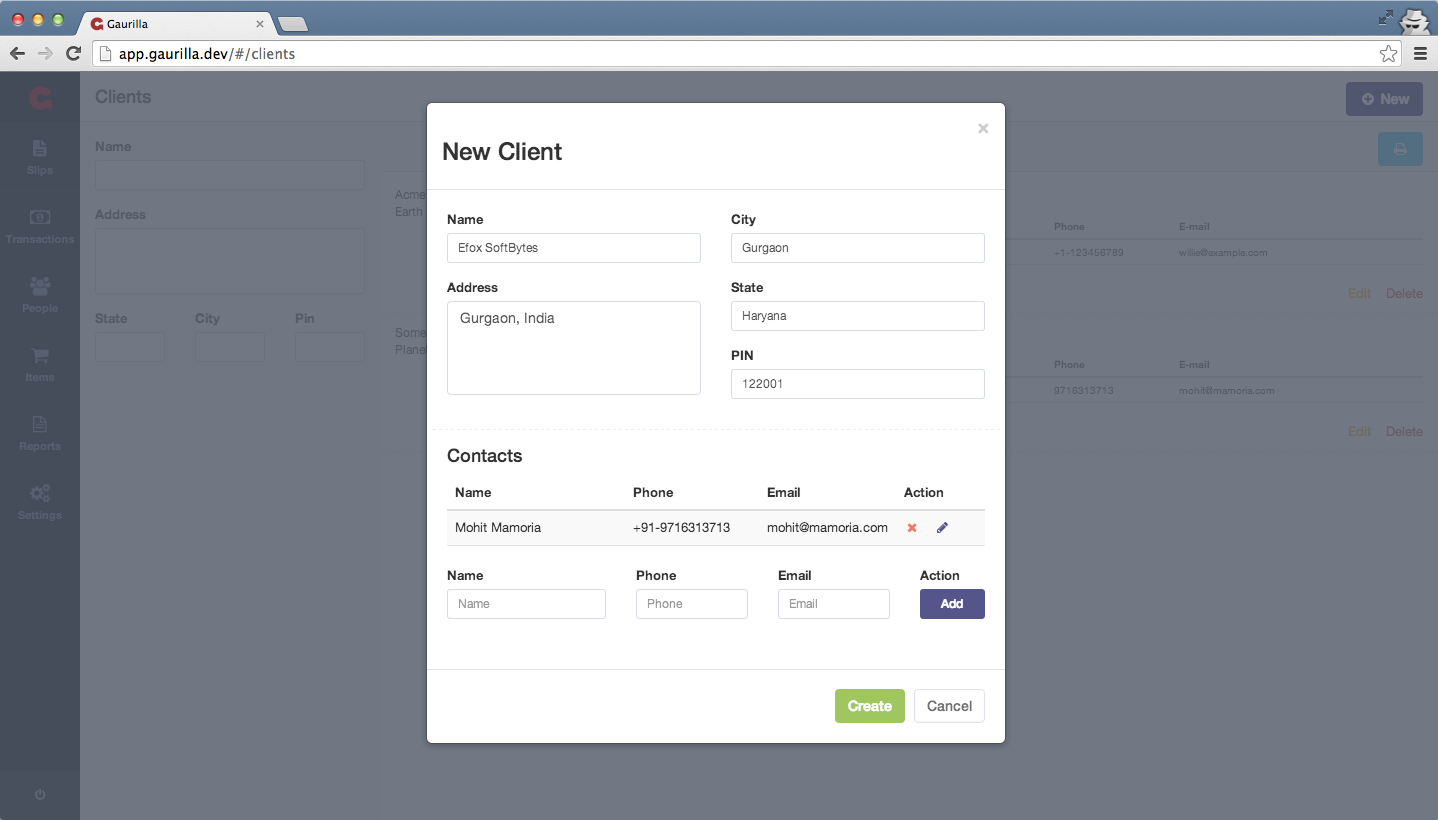 Gaurilla
app.gaurilla.dev/#/clients
Clients
New
Slips
Transactions
People
Items
Reports
Settings
Name
Address
State City Pin
Acme
Earth
Phone E-mail
+1-123456789 willie@example.com
Edit Delete
Some
Planet
Phone E-mail
9716313713 mohit@mamoria.com
Edit Delete
×
New Client
Name City
Efox SoftBytes Gurgaon
Address State
Gurgaon, India Haryana
PIN
122001
Contacts
Name Phone Email Action
Mohit Mamoria +91-9716313713 mohit@mamoria.com
Name Phone Email Action
Name Phone Email Add
Create Cancel